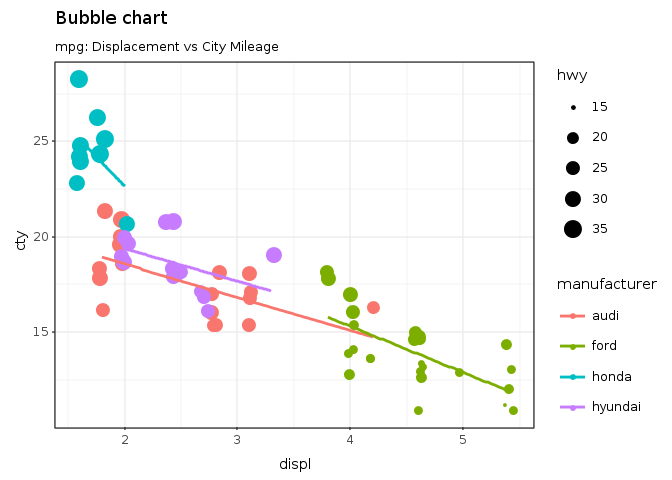 Bubble chart
mpg: Displacement vs City Mileage
cty
25
20
15
2 3 4 5
displ
hwy
15
20
25
30
35
manufacturer
audi
ford
honda
hyundai